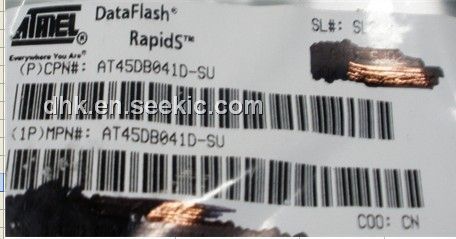 ATMEL
Everywhere You Are®
DataFlash®
RapidS™
SL#: SL
(P)CPN#: AT45DB041D-SU
dhk.en.seekic.com
(1P)MPN#: AT45DB041D-SU
COO: CN